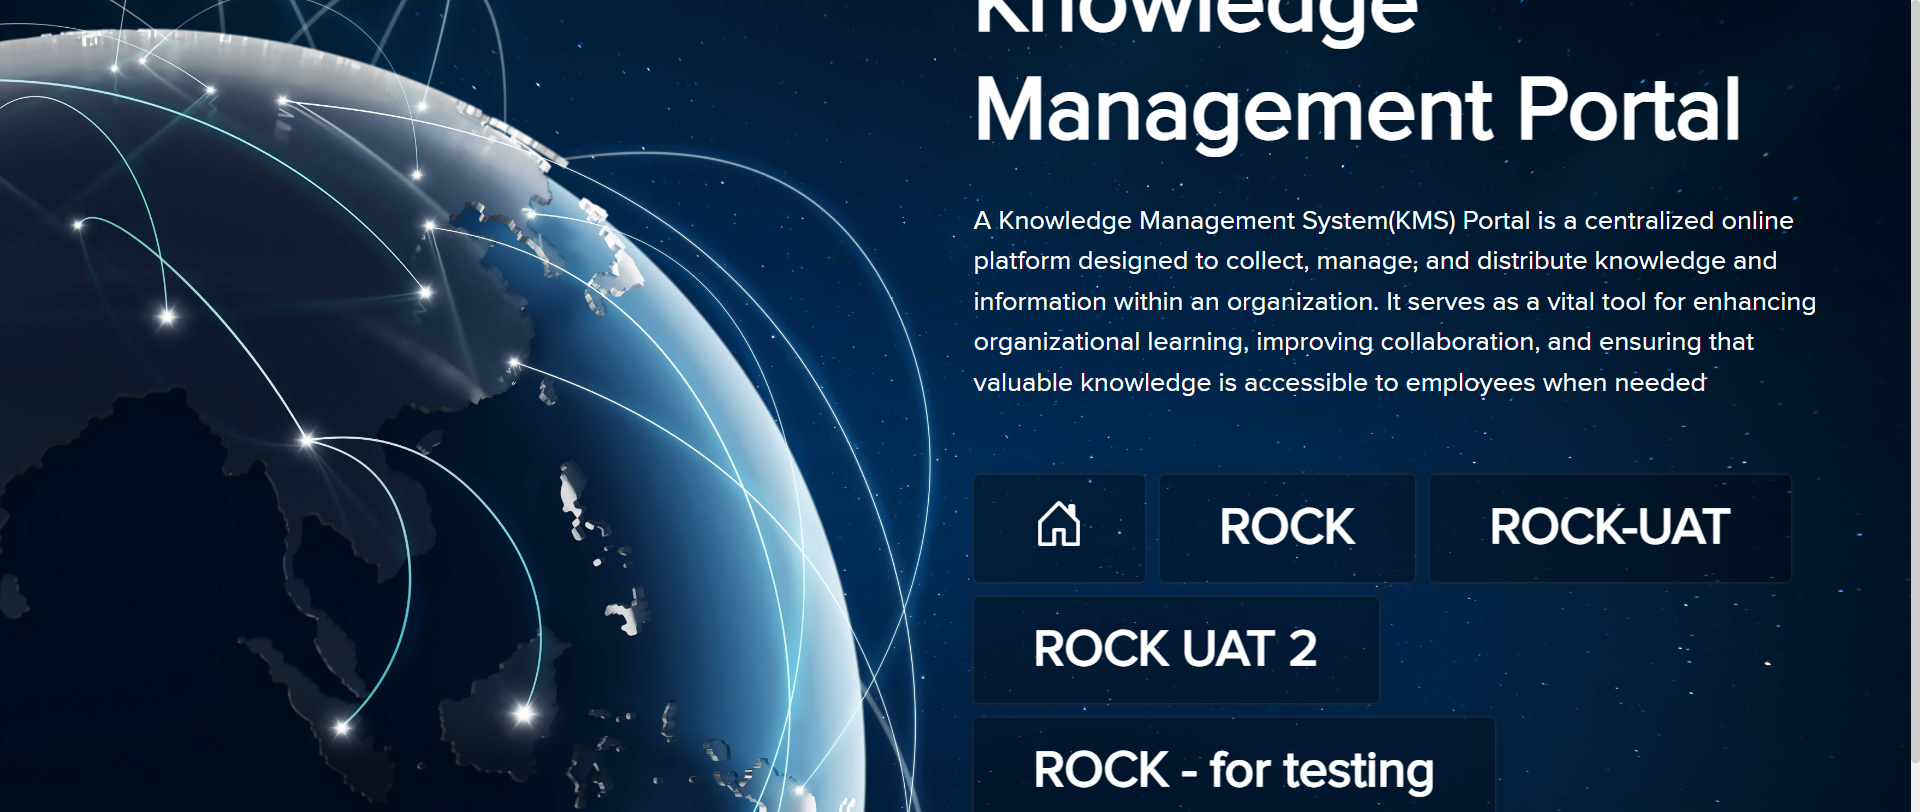 Knowledge
Management Portal
A Knowledge Management System(KMS) Portal is a centralized online
platform designed to collect, manage, and distribute knowledge and
information within an organization. It serves as a vital tool for enhancing
organizational learning, improving collaboration, and ensuring that
valuable knowledge is accessible to employees when needed
ROCK
ROCK-UAT
ROCK UAT 2
ROCK - for testing